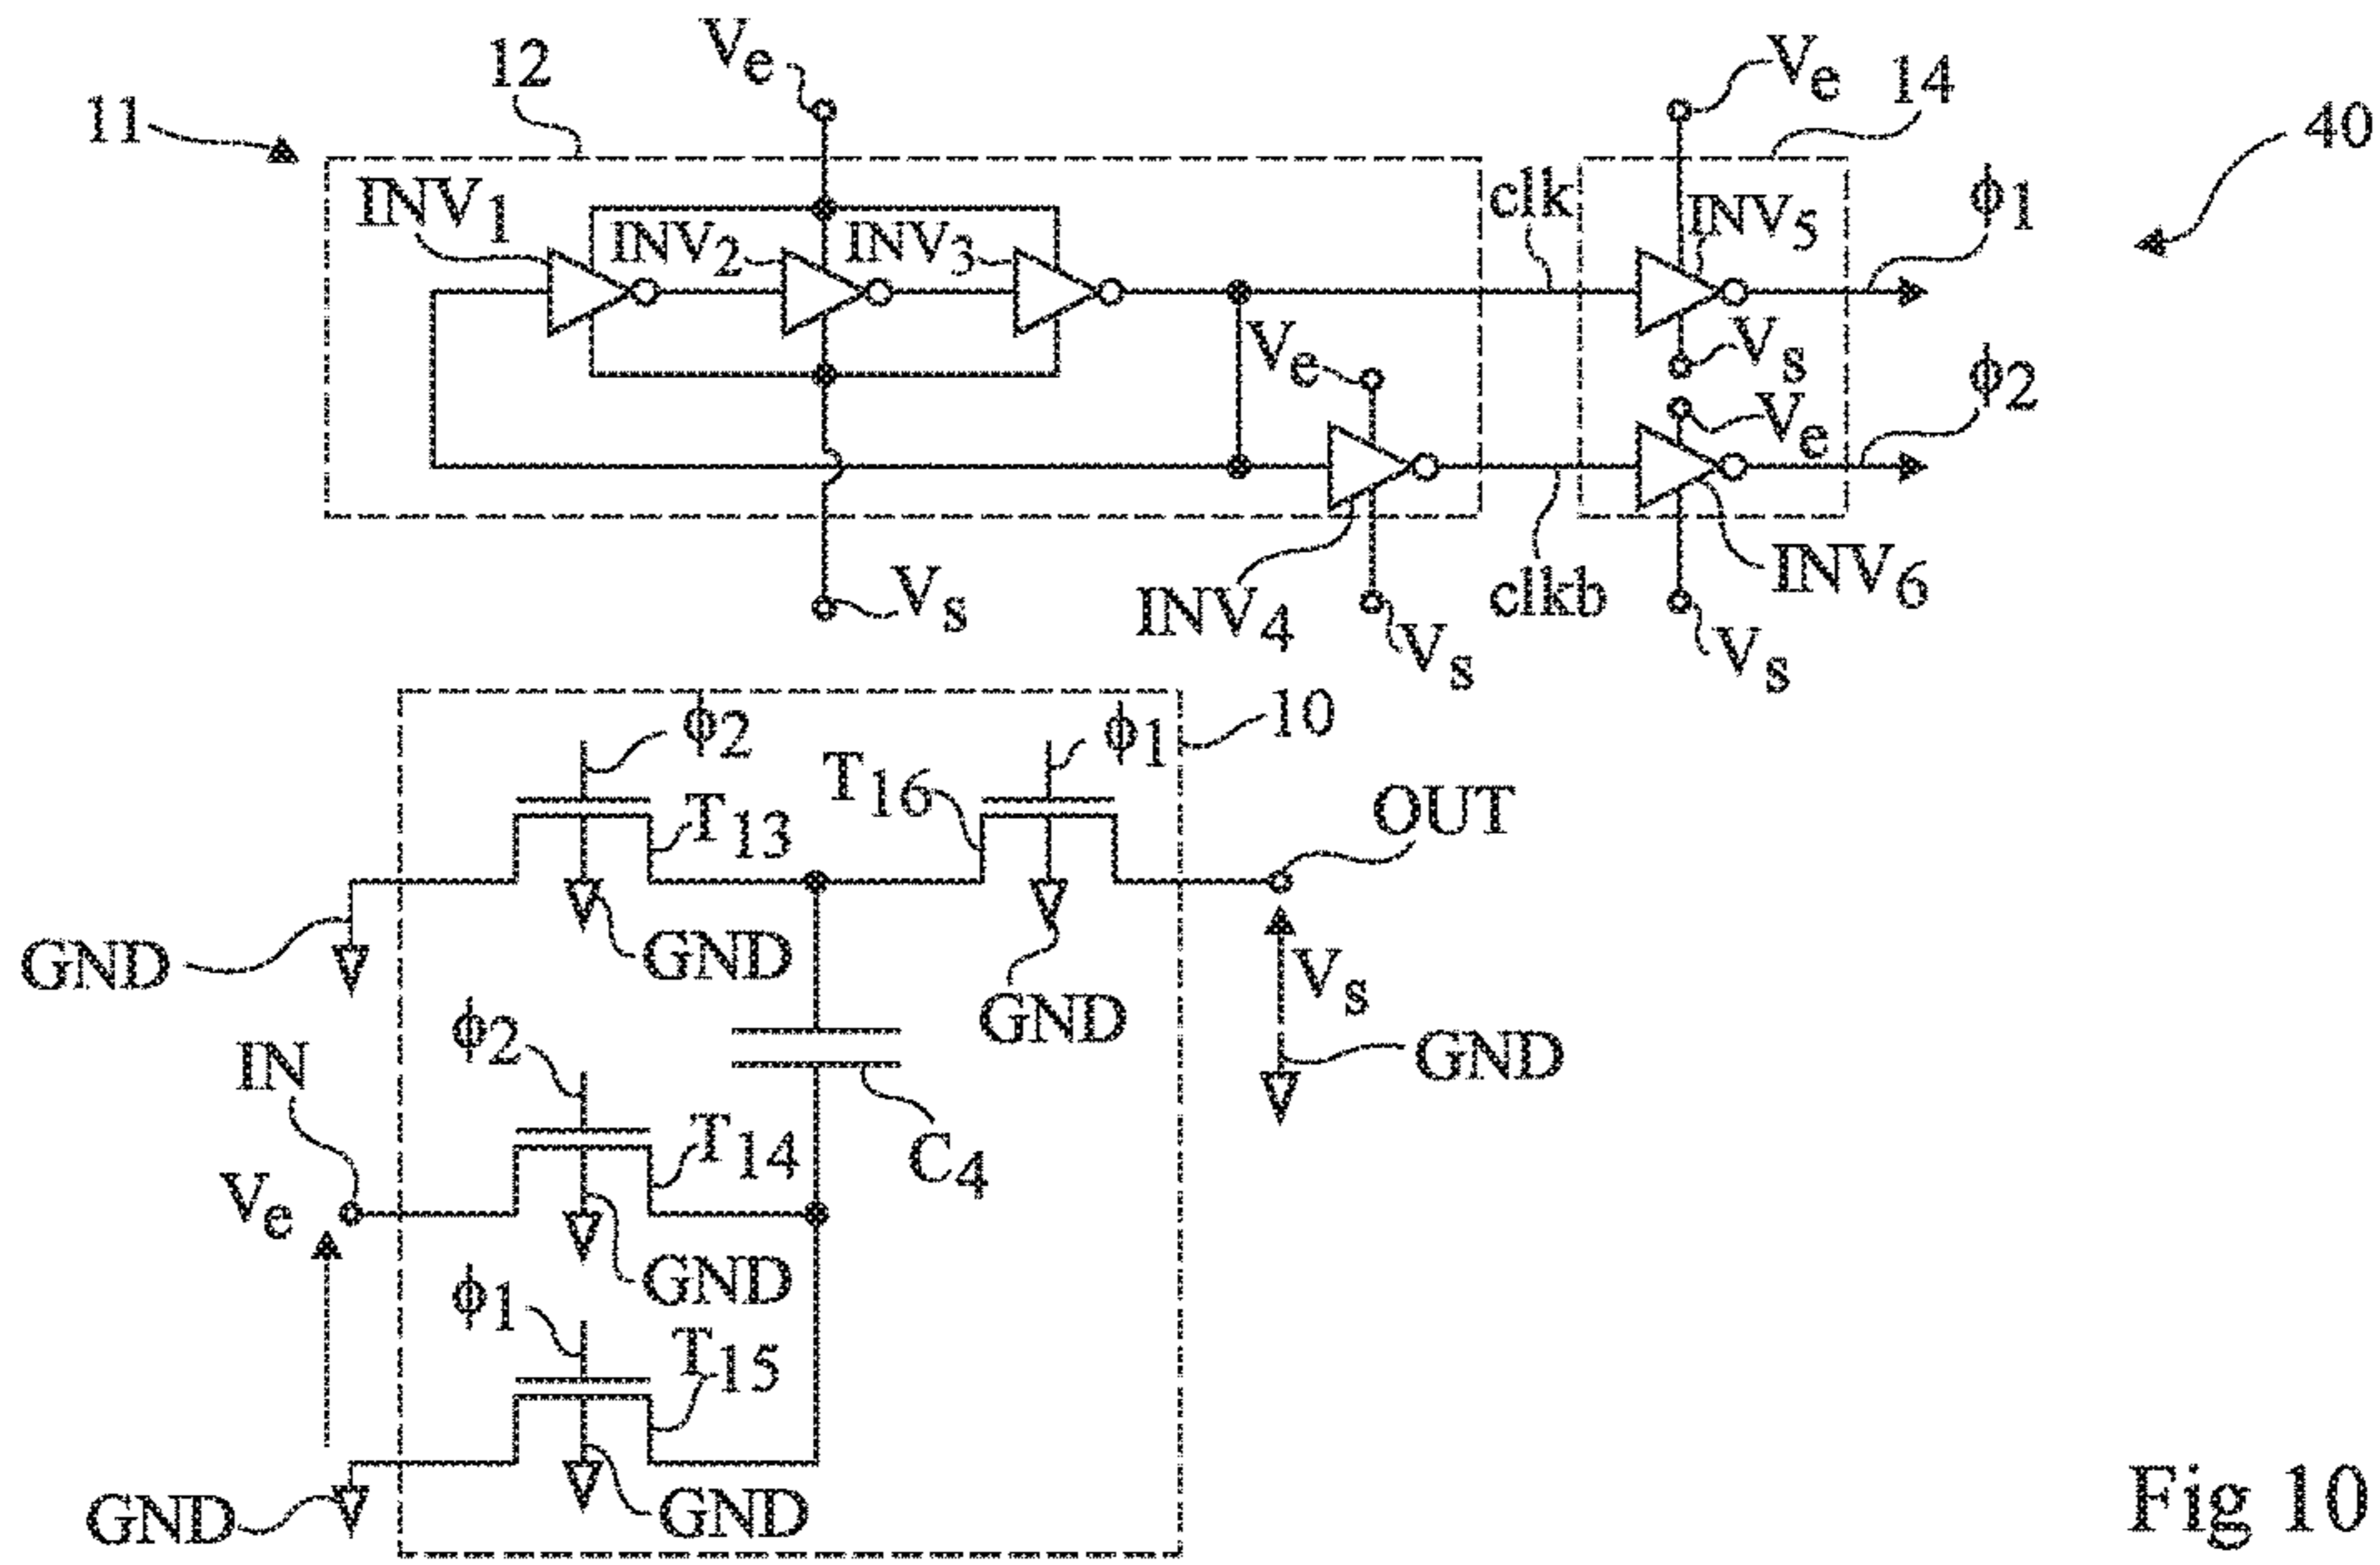 11
12
Ve
Ve
14
40
INV1
INV2
INV3
clk
INV5
ϕ1
Ve
Vs
ϕ2
Ve
Vs
INV4
Vs
clkb
INV6
Vs
ϕ2
T13
T16
ϕ1
10
OUT
GND
GND
GND
Vs
GND
IN
ϕ2
T14
C4
Ve
GND
ϕ1
T15
GND
GND
Fig 10